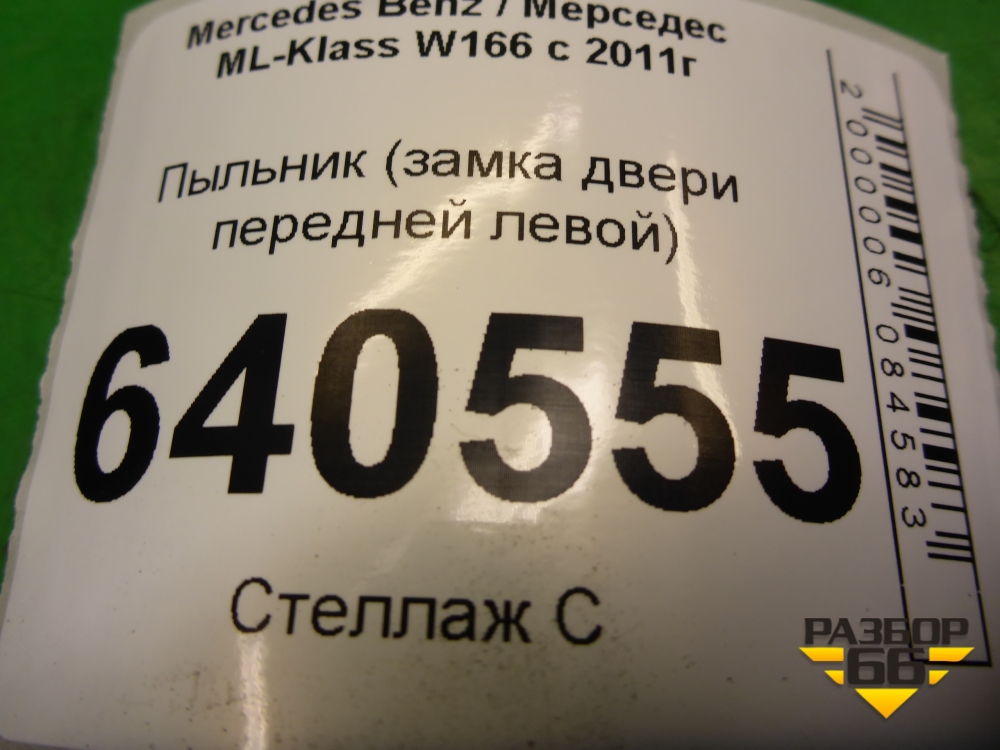 Mercedes Benz / Мерседес
ML-Klass W166 с 2011г
Пыльник (замка двери
передней левой)
640555
Стеллаж С
2000006084583
РАЗБОР
66